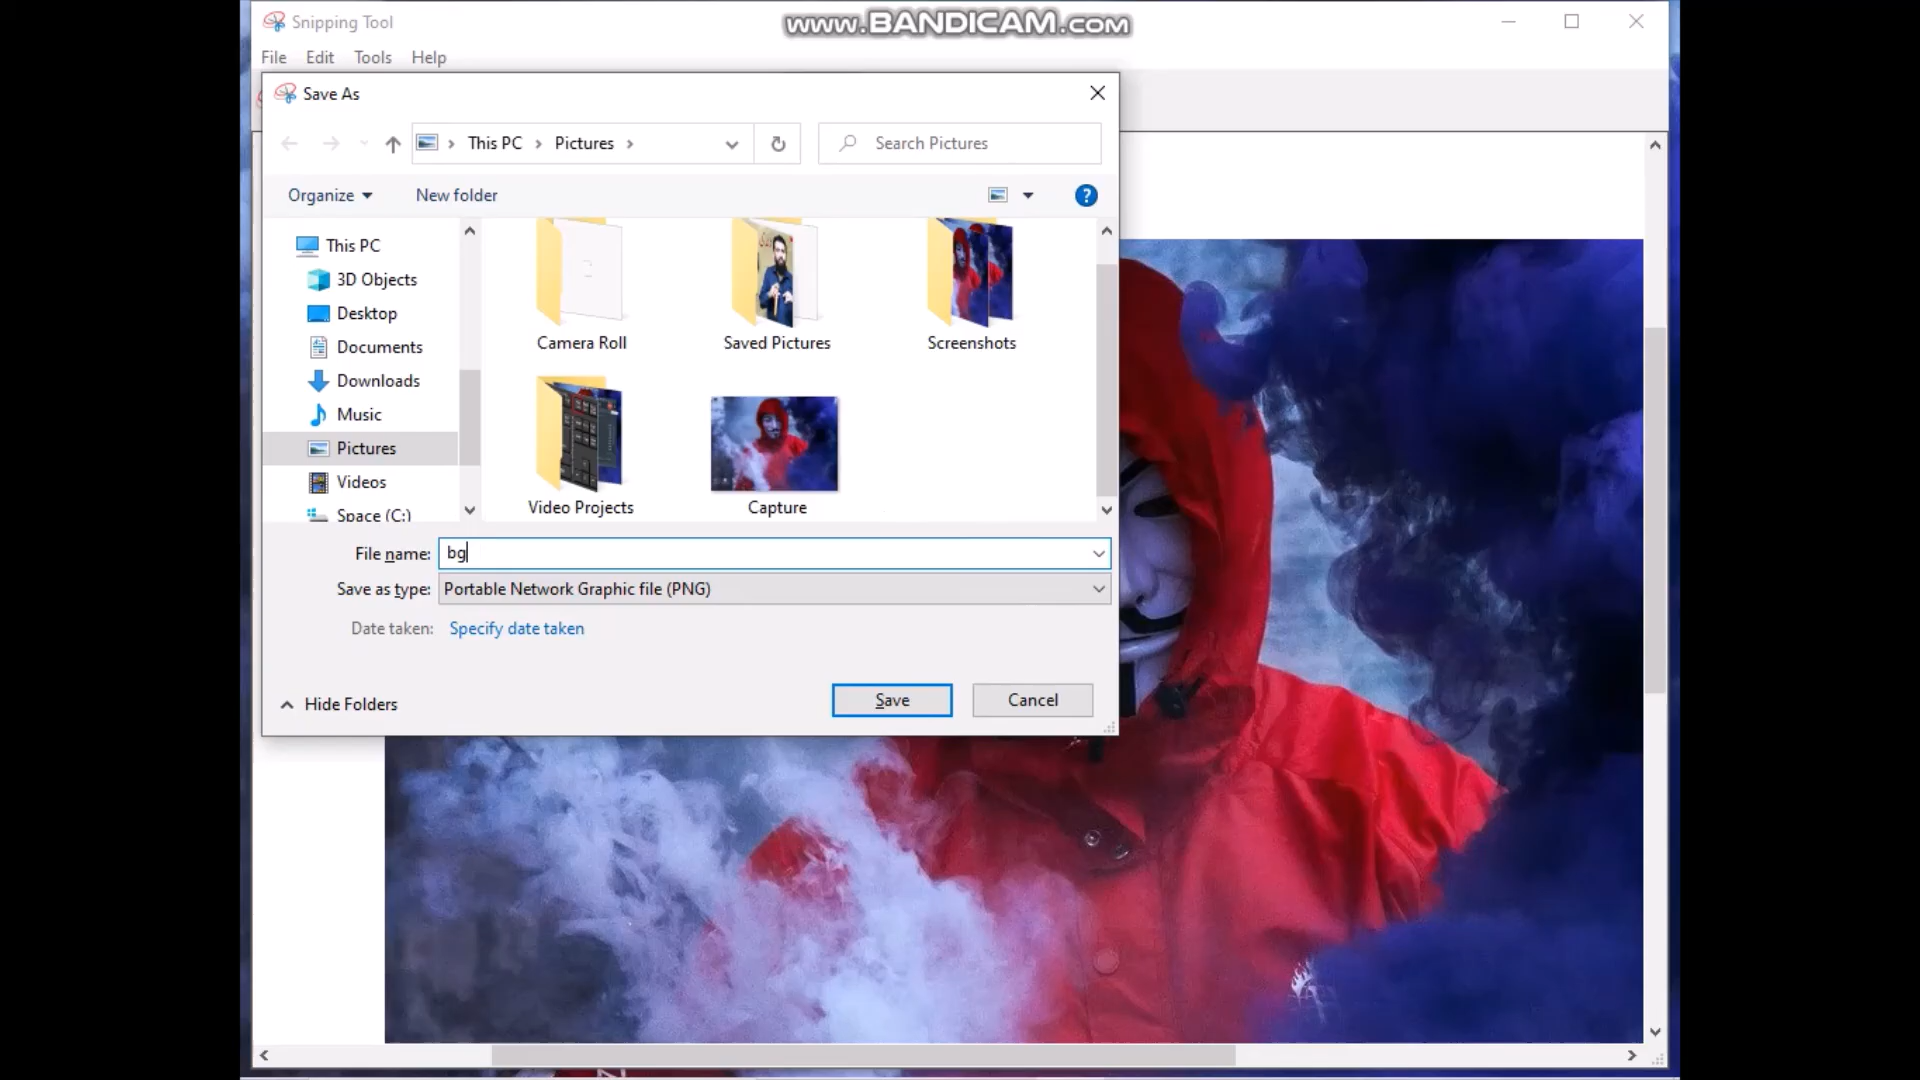 Snipping Tool
www.BANDICAM.com
File Edit Tools Help
Save As
This PC Pictures
Search Pictures
Organize New folder
?
This PC
3D Objects
Desktop
Documents
Downloads
Music
Pictures
Videos
Space (C:)
Camera Roll Saved Pictures Screenshots
Video Projects Capture
File name: bg
Save as type: Portable Network Graphic file (PNG)
Date taken: Specify date taken
Hide Folders
Save Cancel